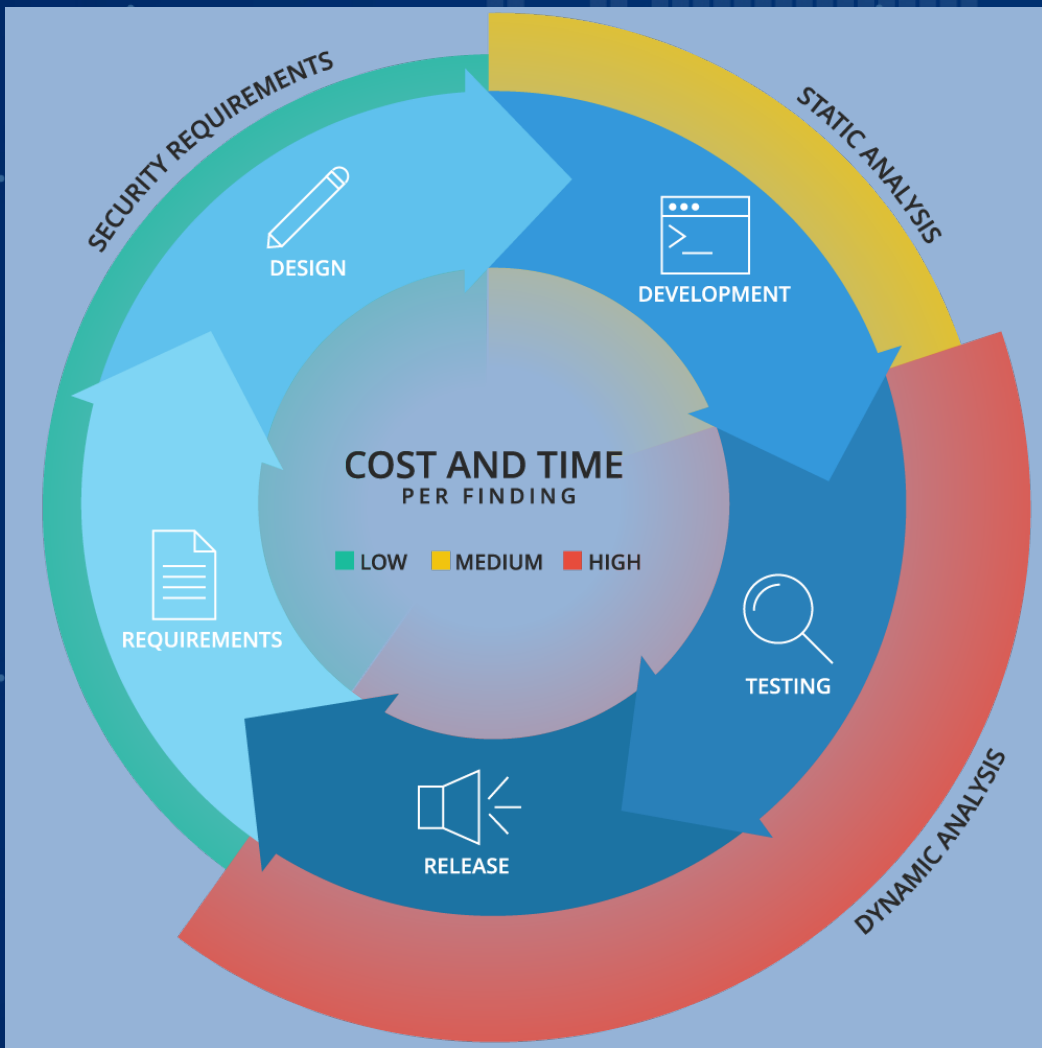 SECURITY REQUIREMENTS
STATIC ANALYSIS
DESIGN
DEVELOPMENT
COST AND TIME
PER FINDING
LOW MEDIUM HIGH
REQUIREMENTS
TESTING
RELEASE
DYNAMIC ANALYSIS